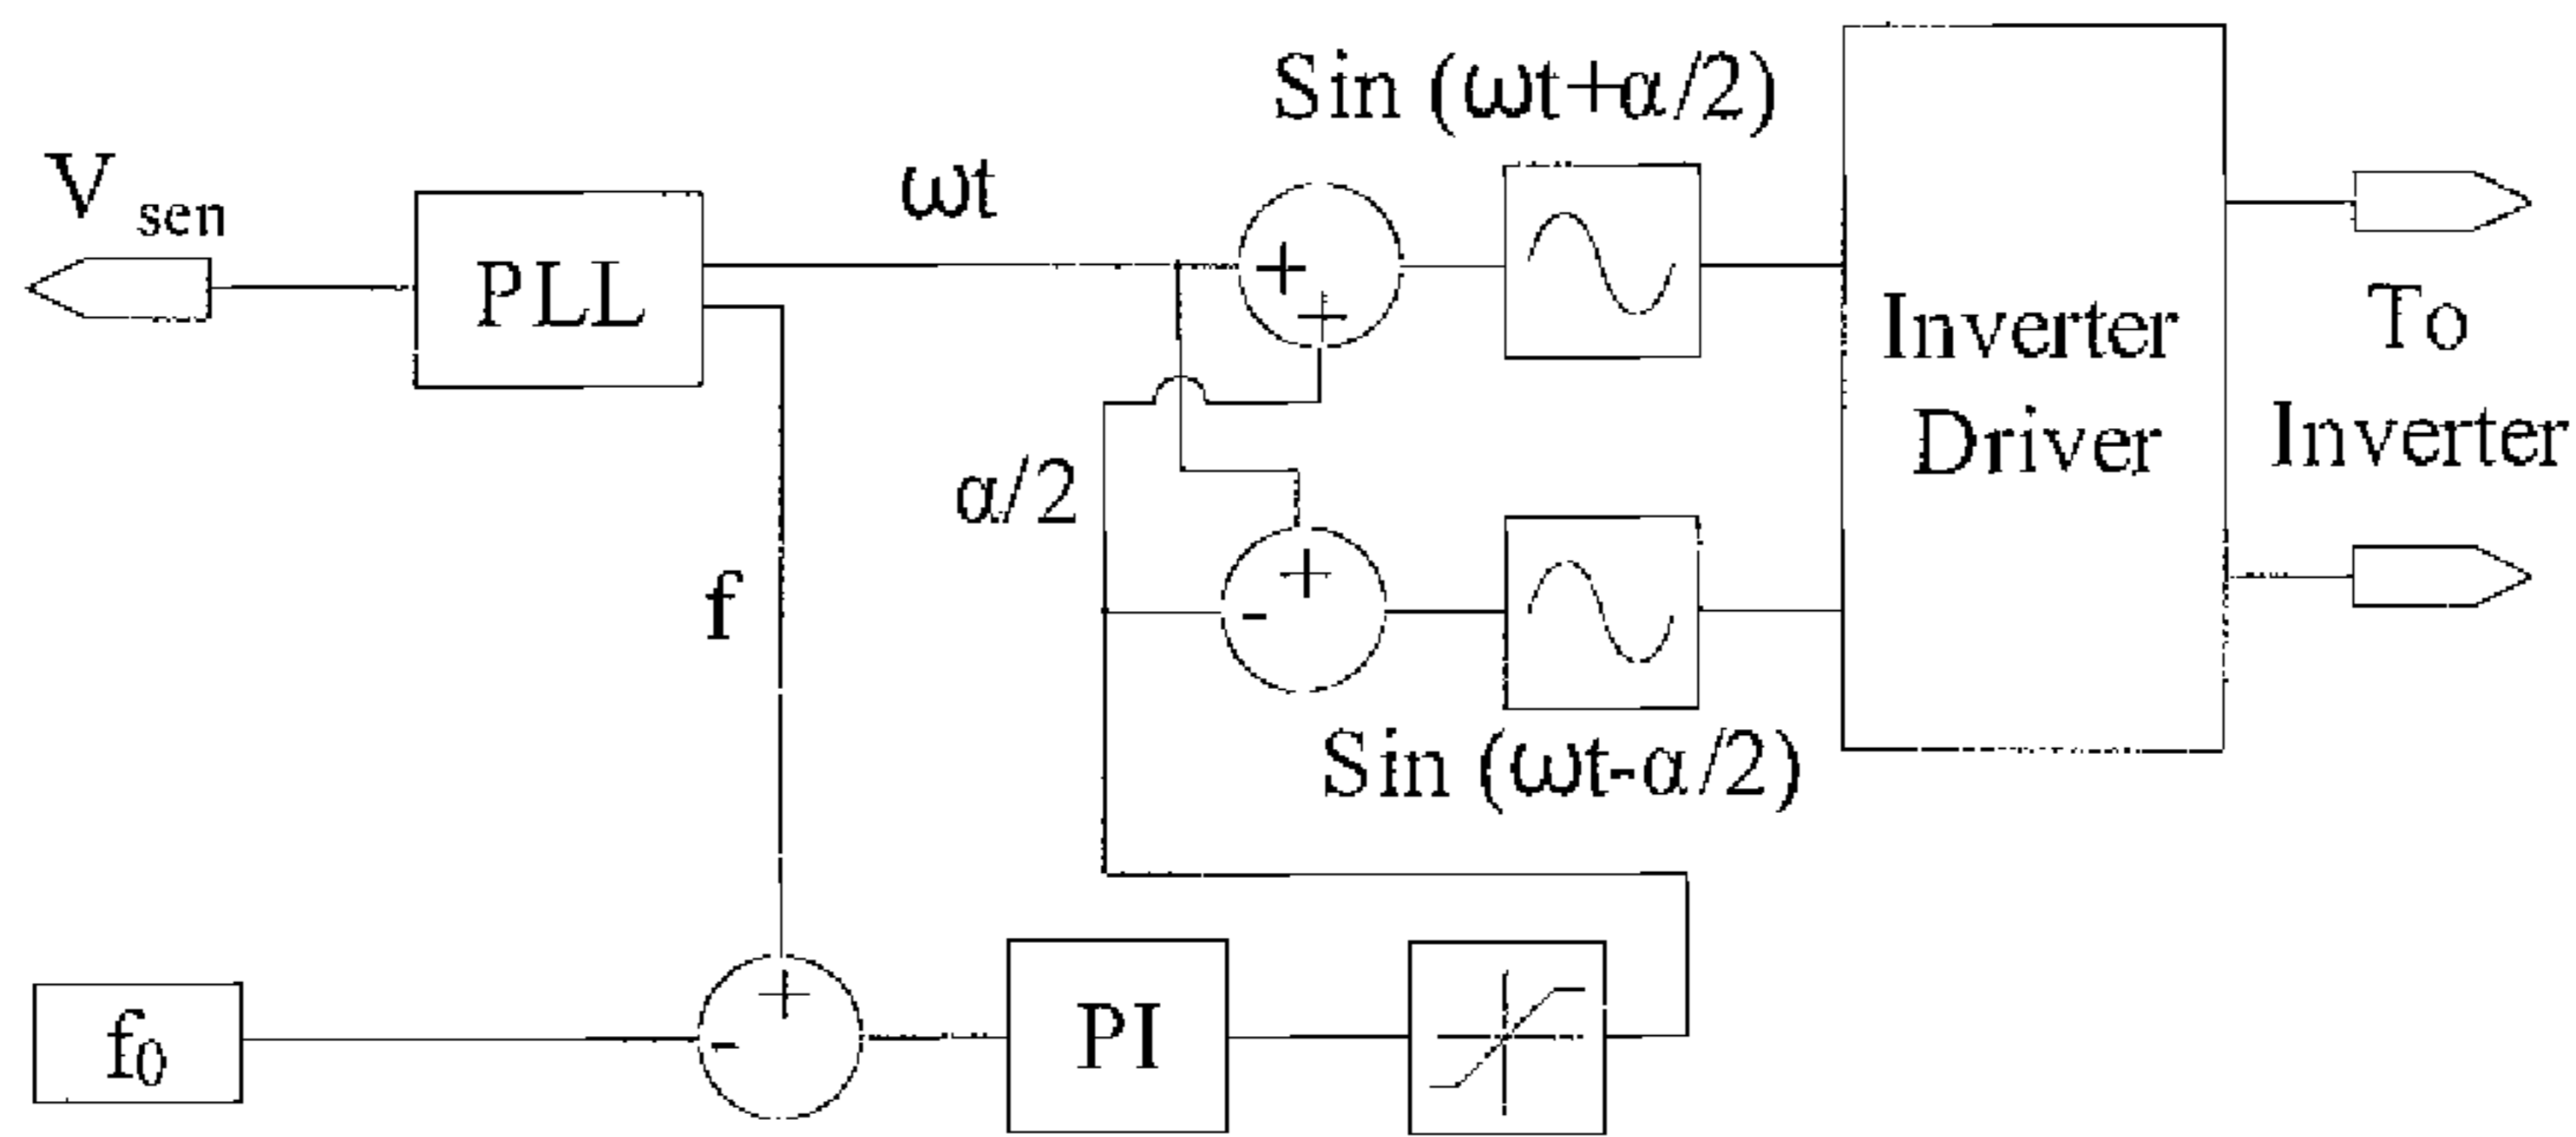 Sin (ωt+α/2)
V sen
ωt
PLL
+
+
Inverter
Driver
To
Inverter
α/2
+
-
f
Sin (ωt-α/2)
+
-
f0
PI